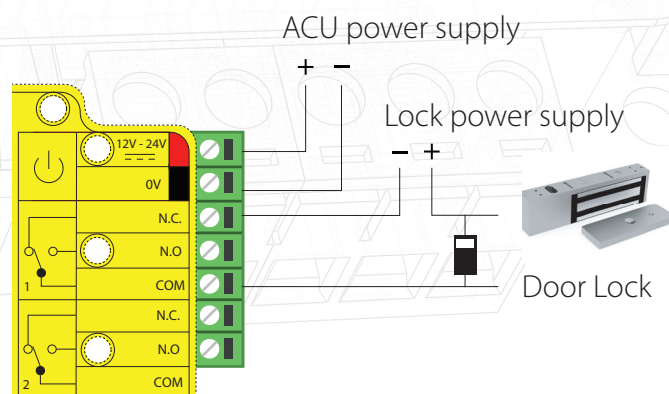 ACU power supply
+ −
Lock power supply
− +
12V - 24V
0V
N.C.
N.O
COM
1
Door Lock
N.C.
N.O
COM
2